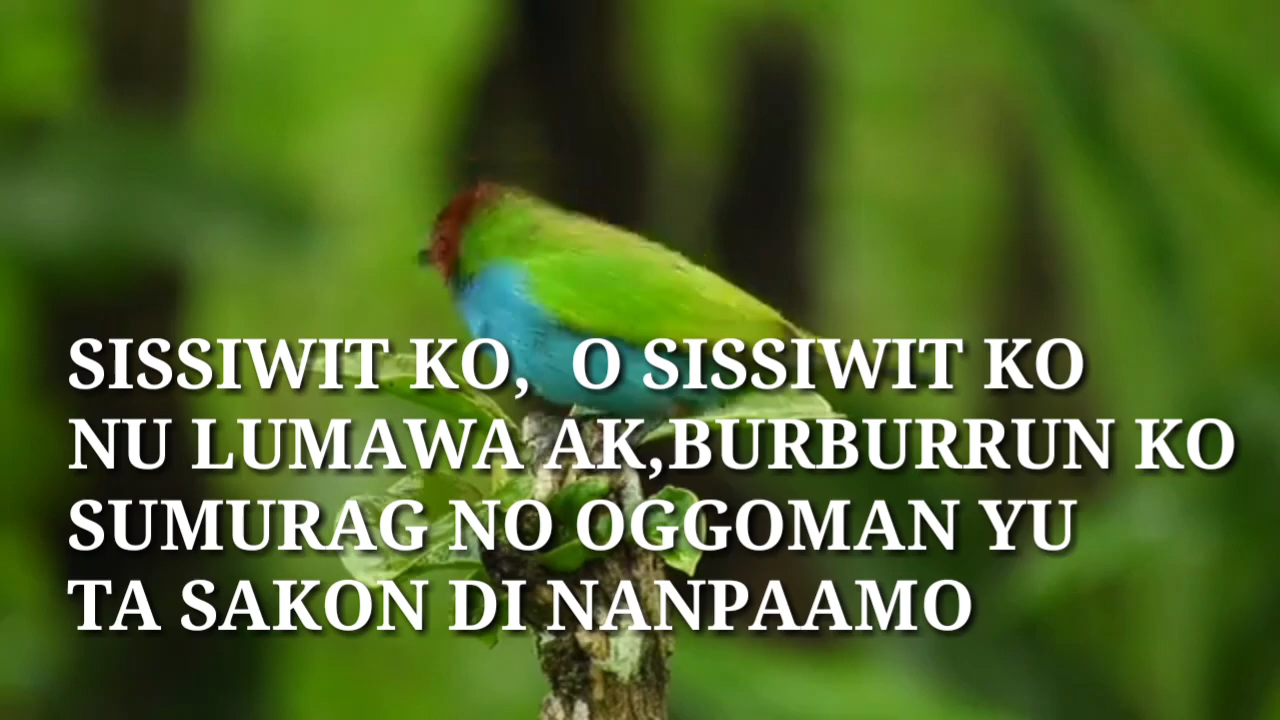 SISSIWIT KO, O SISSIWIT KO
NU LUMAWA AK,BURBURRUN KO
SUMURAG NO OGGOMAN YU
TA SAKON DI NANPAAMO